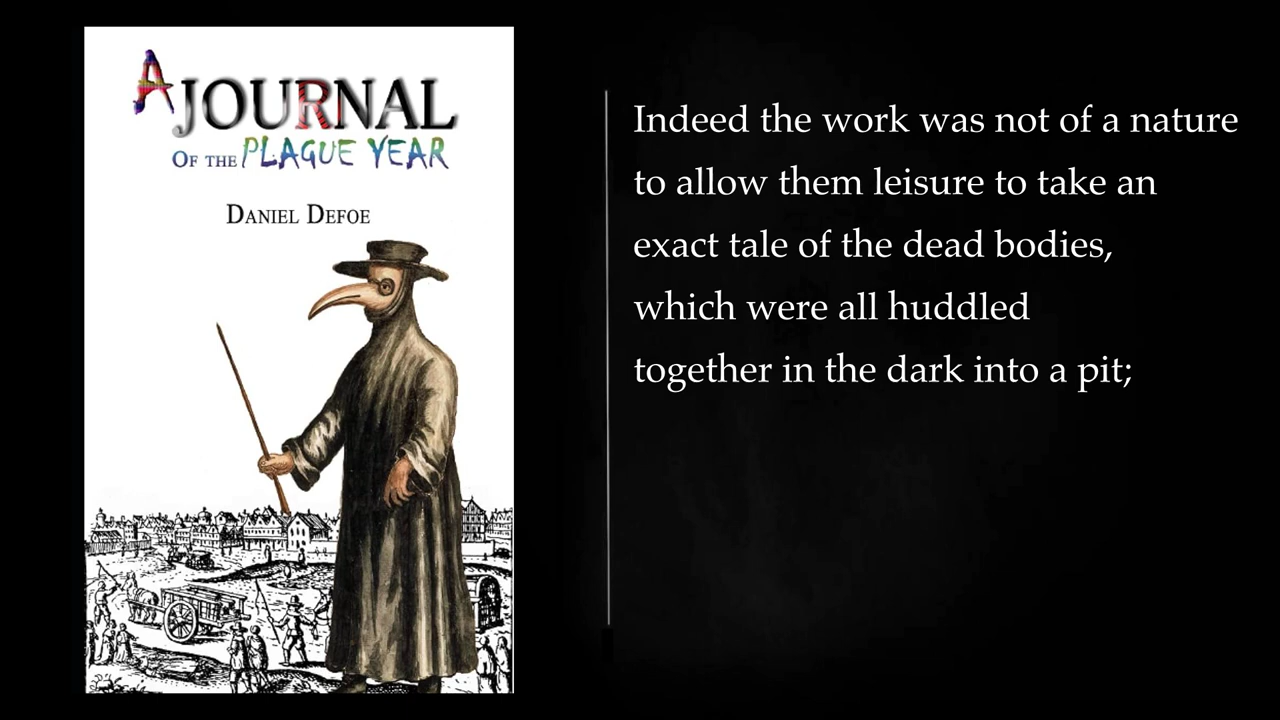 A JOURNAL
OF THE PLAGUE YEAR
DANIEL DEFOE
Indeed the work was not of a nature
to allow them leisure to take an
exact tale of the dead bodies,
which were all huddled
together in the dark into a pit;